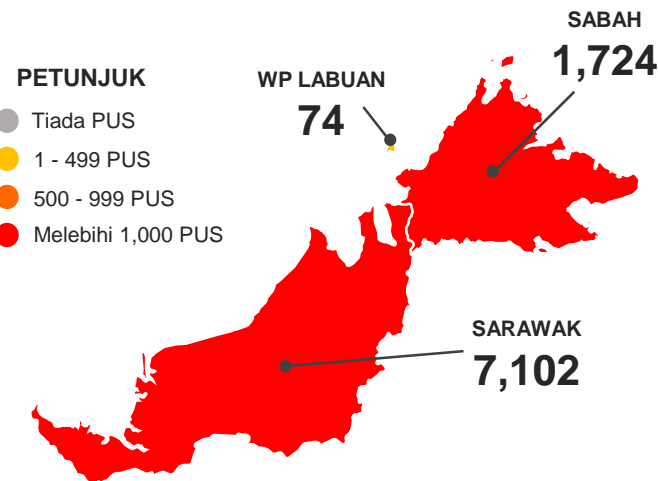 SABAH
1,724
PETUNJUK
WP LABUAN
74
Tiada PUS
1 - 499 PUS
500 - 999 PUS
Melebihi 1,000 PUS
SARAWAK
7,102